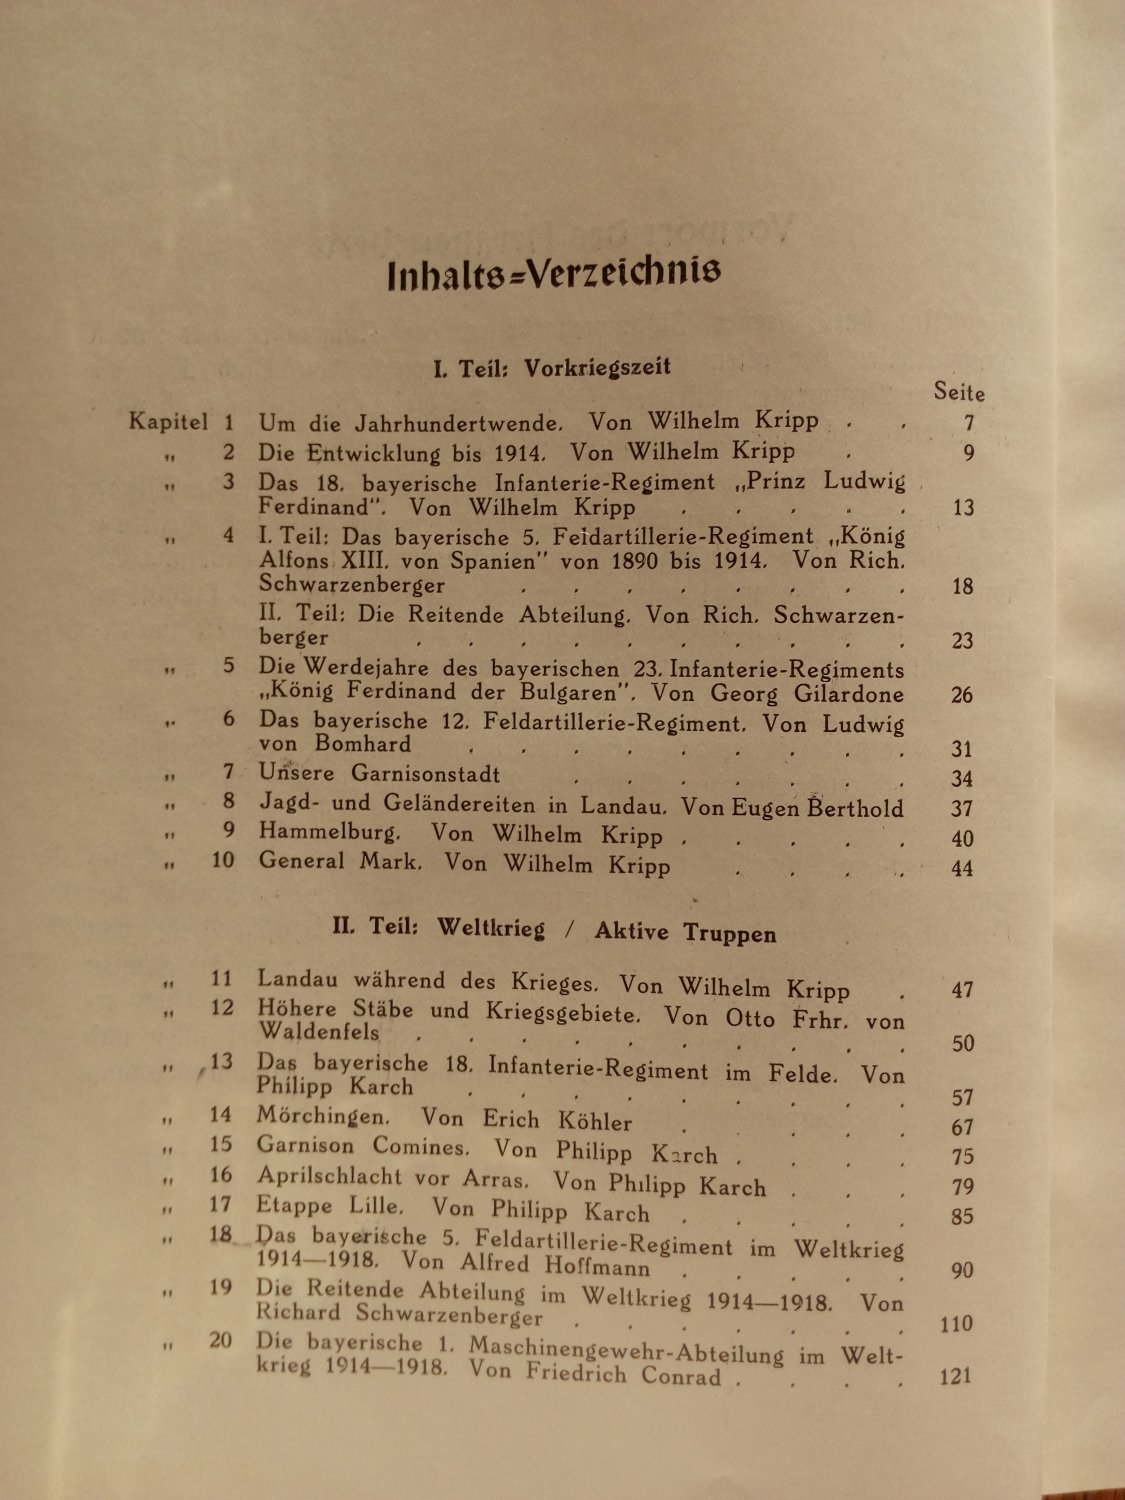 Inhalts=Verzeichnis
I. Teil: Vorkriegszeit
Seite
Kapitel 1 Um die Jahrhundertwende. Von Wilhelm Kripp . . 7
„ 2 Die Entwicklung bis 1914. Von Wilhelm Kripp . 9
„ 3 Das 18. bayerische Infanterie-Regiment „Prinz Ludwig
Ferdinand". Von Wilhelm Kripp . . . . . 13
„ 4 I. Teil: Das bayerische 5. Feldartillerie-Regiment „König
Alfons XIII. von Spanien" von 1890 bis 1914. Von Rich.
Schwarzenberger . . . . . . . . 18
II. Teil: Die Reitende Abteilung. Von Rich. Schwarzen-
berger . . . . . . . . . . 23
„ 5 Die Werdejahre des bayerischen 23. Infanterie-Regiments
„König Ferdinand der Bulgaren". Von Georg Gilardone 26
„ 6 Das bayerische 12. Feldartillerie-Regiment. Von Ludwig
von Bomhard . . . . . . . . . 31
„ 7 Unsere Garnisonstadt . . . . . . . 34
„ 8 Jagd- und Geländereiten in Landau. Von Eugen Berthold 37
„ 9 Hammelburg. Von Wilhelm Kripp . . . . . 40
„ 10 General Mark. Von Wilhelm Kripp . . . . 44
II. Teil: Weltkrieg / Aktive Truppen
„ 11 Landau während des Krieges. Von Wilhelm Kripp . 47
„ 12 Höhere Stäbe und Kriegsgebiete. Von Otto Frhr. von
Waldenfels . . . . . . . . . . 50
„ 13 Das bayerische 18. Infanterie-Regiment im Felde. Von
Philipp Karch . . . . . . . . . 57
„ 14 Mörchingen. Von Erich Köhler . . . . 67
„ 15 Garnison Comines. Von Philipp Karch . . . . 75
„ 16 Aprilschlacht vor Arras. Von Philipp Karch . . . 79
„ 17 Etappe Lille. Von Philipp Karch . . . . . 85
„ 18 Das bayerische 5. Feldartillerie-Regiment im Weltkrieg
1914—1918. Von Alfred Hoffmann . . . . . 90
„ 19 Die Reitende Abteilung im Weltkrieg 1914—1918. Von
Richard Schwarzenberger . . . . . . . 110
„ 20 Die bayerische 1. Maschinengewehr-Abteilung im Welt-
krieg 1914—1918. Von Friedrich Conrad . . . . 121